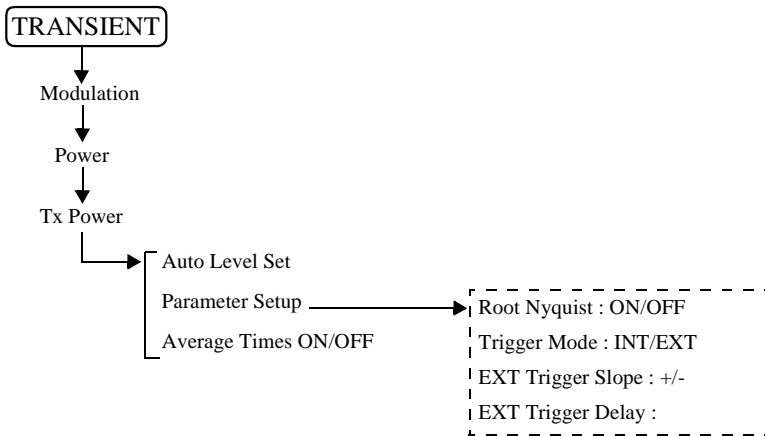 TRANSIENT
Modulation
Power
Tx Power
Auto Level Set
Parameter Setup
Average Times ON/OFF
Root Nyquist : ON/OFF
Trigger Mode : INT/EXT
EXT Trigger Slope : +/-
EXT Trigger Delay :